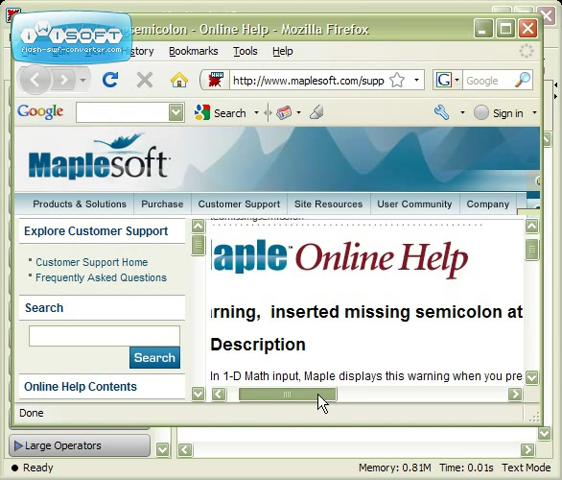 iWiSOFT
flash-swf-converter.com
semicolon - Online Help - Mozilla Firefox
story Bookmarks Tools Help
http://www.maplesoft.com/supp
G Google
Google Search Sign in
Maplesoft
Products & Solutions Purchase Customer Support Site Resources User Community Company
Explore Customer Support
Customer Support Home
Frequently Asked Questions
Search
Search
Online Help Contents
aple™ Online Help
rning, inserted missing semicolon at
Description
In 1-D Math input, Maple displays this warning when you pre
Done
Large Operators
Ready Memory: 0.81M Time: 0.01s Text Mode